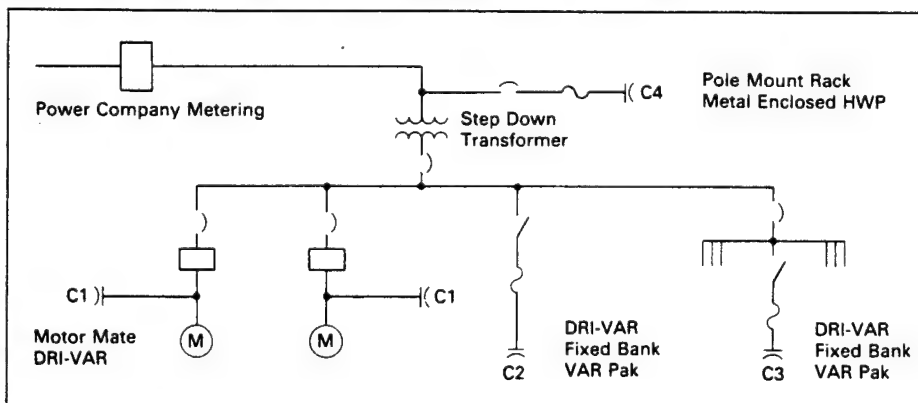 Power Company Metering
C4
Pole Mount Rack
Metal Enclosed HWP
Step Down
Transformer
C1
C1
Motor Mate
DRI-VAR
M
M
DRI-VAR
Fixed Bank
VAR Pak
C2
DRI-VAR
Fixed Bank
VAR Pak
C3